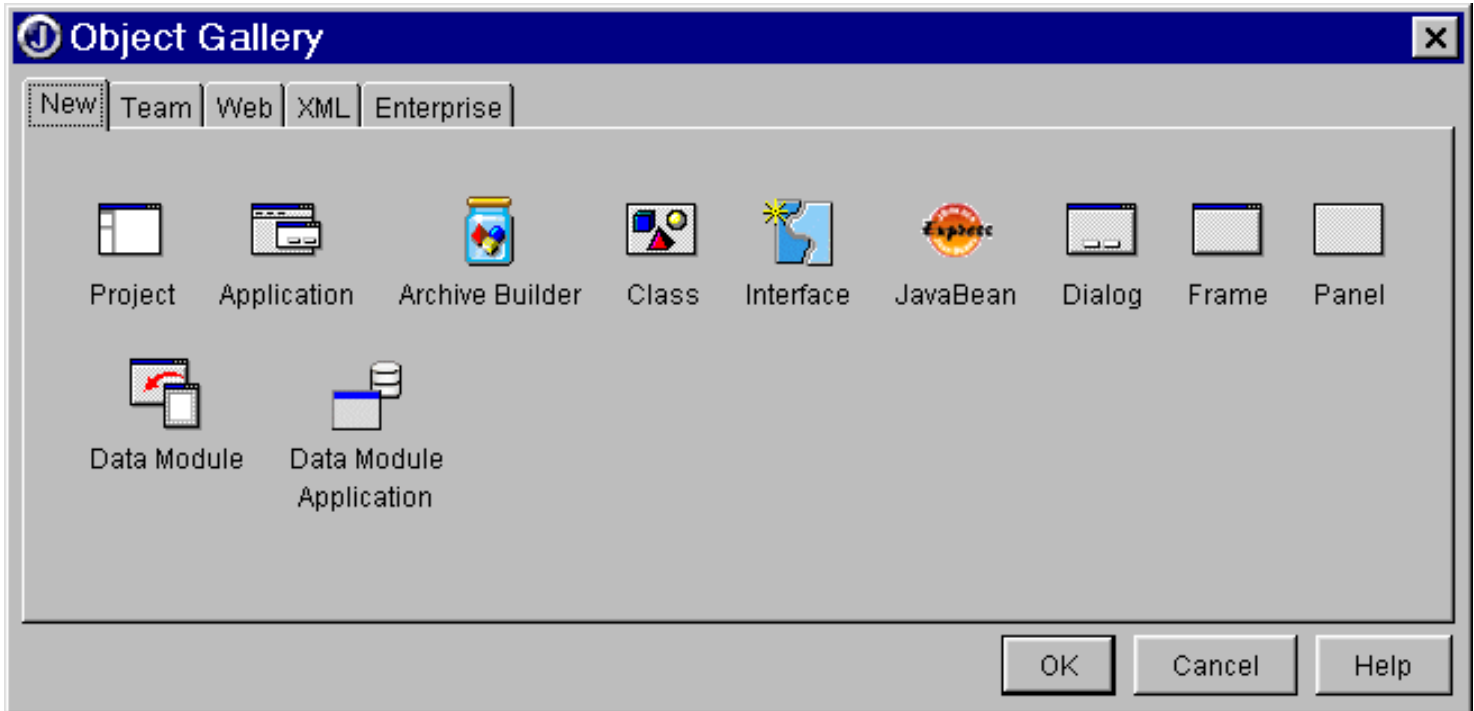 Object Gallery
New Team Web XML Enterprise
Project Application Archive Builder Class Interface JavaBean Dialog Frame Panel
Data Module Data Module
Application
OK Cancel Help